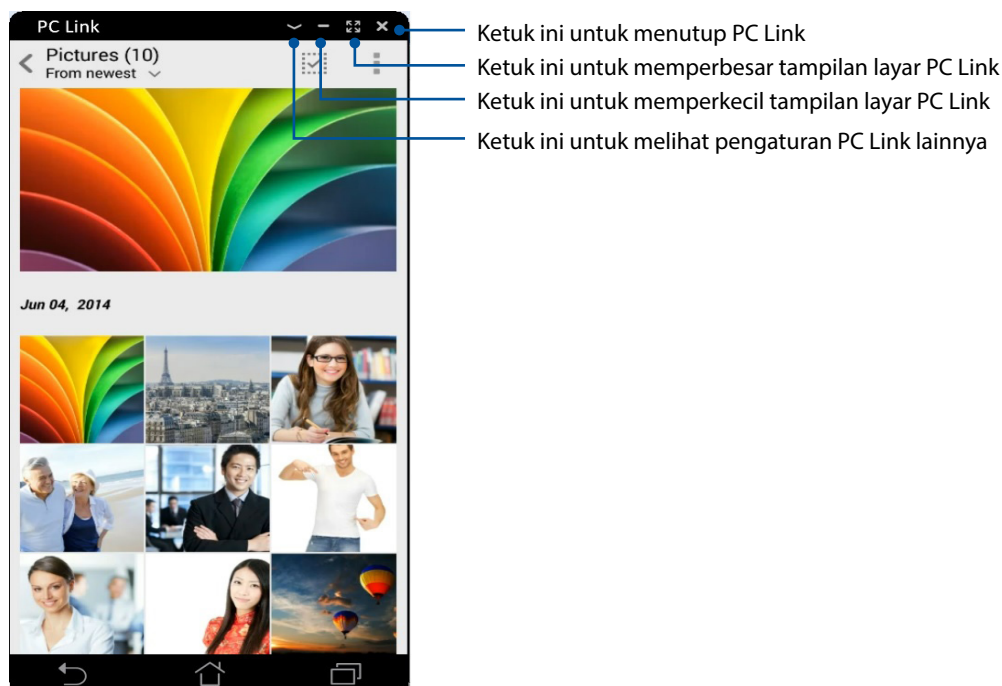 PC Link
Pictures (10)
From newest
Jun 04, 2014
Ketuk ini untuk menutup PC Link
Ketuk ini untuk memperbesar tampilan layar PC Link
Ketuk ini untuk memperkecil tampilan layar PC Link
Ketuk ini untuk melihat pengaturan PC Link lainnya